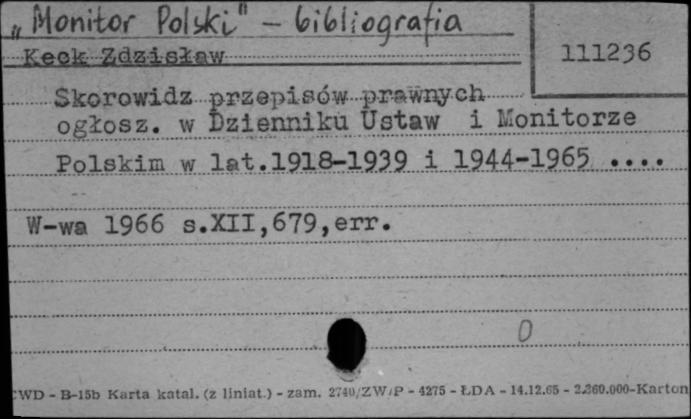 „Monitor Polski" – bibliografia
Keck Zdzisław
111236
Skorowidz przepisów prawnych
ogłosz. w Dzienniku Ustaw i Monitorze
Polskim w lat.1918-1939 i 1944-1965 ....
W-wa 1966 s.XII,679,err.
0
WD - B-15b Karta katal. (z liniat.) - zam. 2740/ZW/P - 4275 - ŁDA - 14.12.65 - 2.360.000-Karton